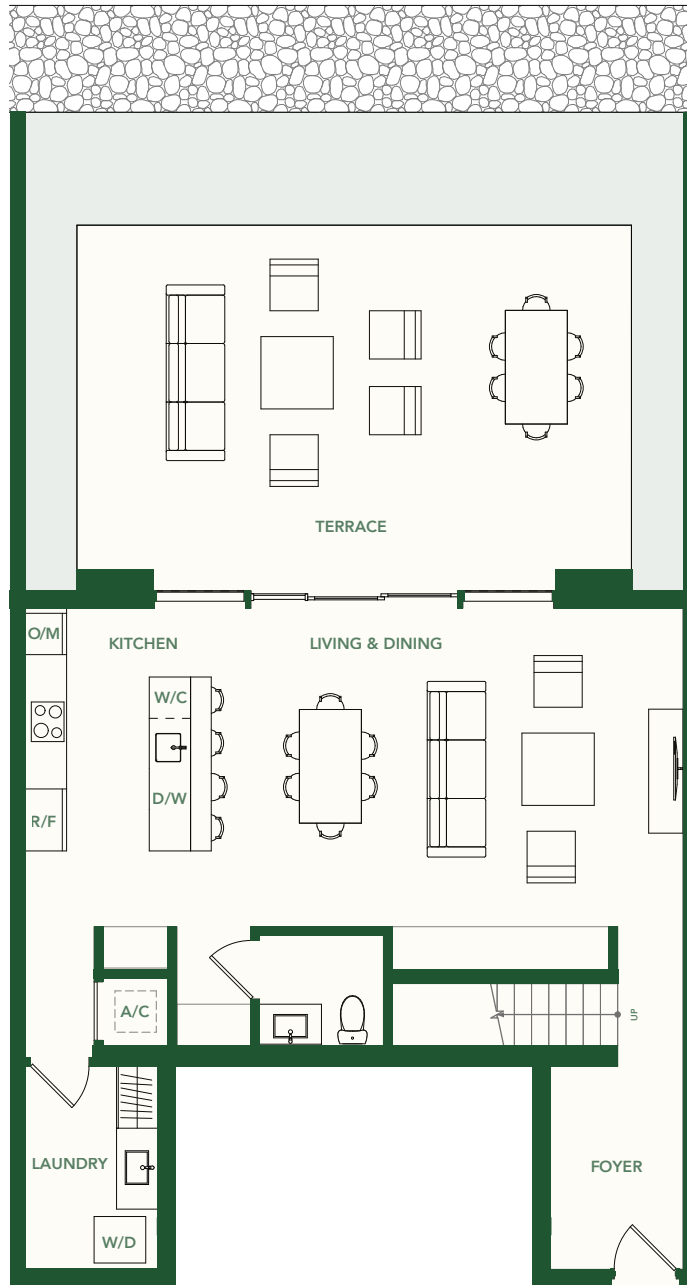 TERRACE
O/M
KITCHEN
LIVING & DINING
W/C
D/W
R/F
A/C
UP
LAUNDRY
FOYER
W/D